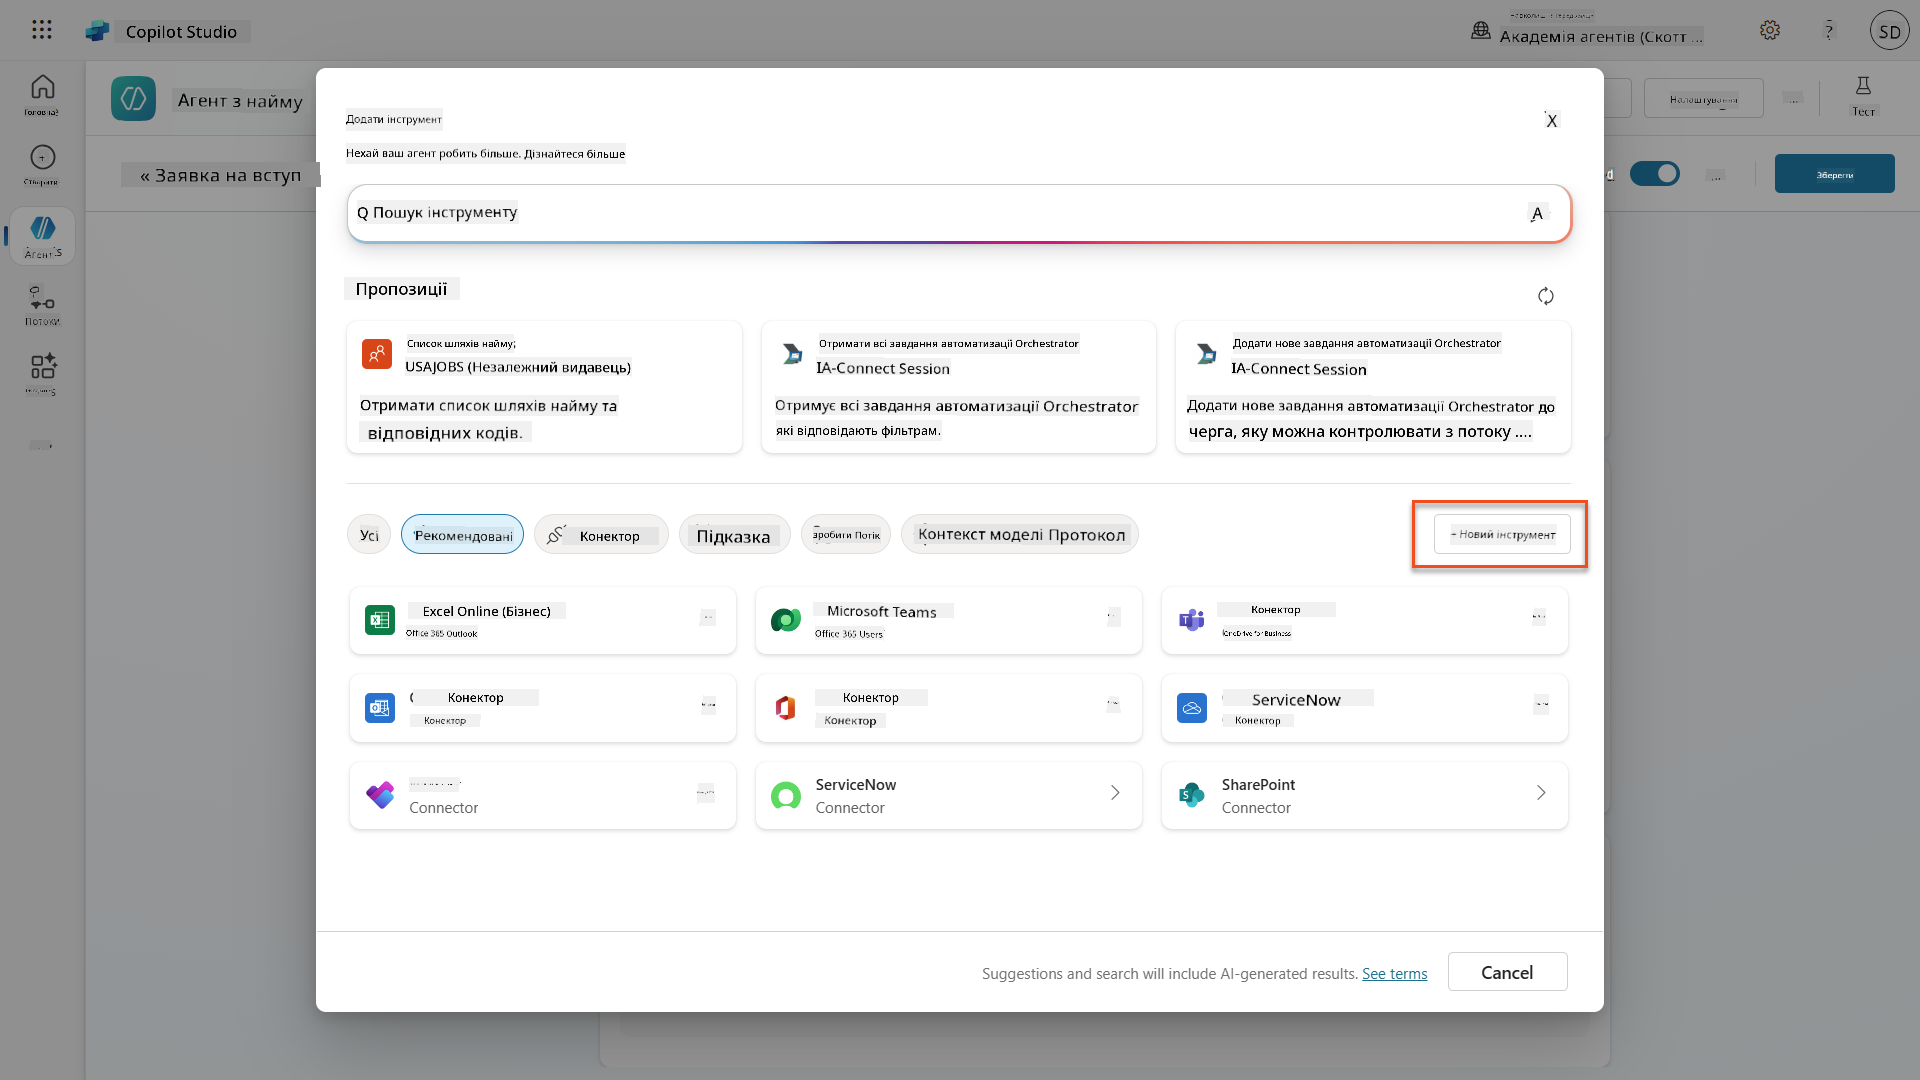 Copilot Studio
Академія агентів (Скотт ...
?
SD
Головна?
Агент з найму
Налаштування
...
Тест
Створити
« Заявка на вступ
d
...
Зберегти
Агент.s
Потоки
Додати інструмент
X
Нехай ваш агент робить більше. Дізнайтеся більше
Q Пошук інструменту
A
Пропозиції
Список шляхів найму;
USAJOBS (Незалежний видавець)
Отримати список шляхів найму та
відповідних кодів.
Отримати всі завдання автоматизації Orchestrator
IA-Connect Session
Отримує всі завдання автоматизації Orchestrator
які відповідають фільтрам.
Додати нове завдання автоматизації Orchestrator
IA-Connect Session
Додати нове завдання автоматизації Orchestrator до
черга, яку можна контролювати з потоку ....
Усі
Рекомендовані
Конектор
Підказка
зробити Потік
Контекст моделі Протокол
+ Новий інструмент
Excel Online (Бізнес)
Office 365 Outlook
Microsoft Teams
Office 365 Users
Конектор
OneDrive for Business
Конектор
Конектор
Конектор
Конектор
ServiceNow
Конектор
Connector
ServiceNow
Connector
SharePoint
Connector
Suggestions and search will include AI-generated results. See terms
Cancel